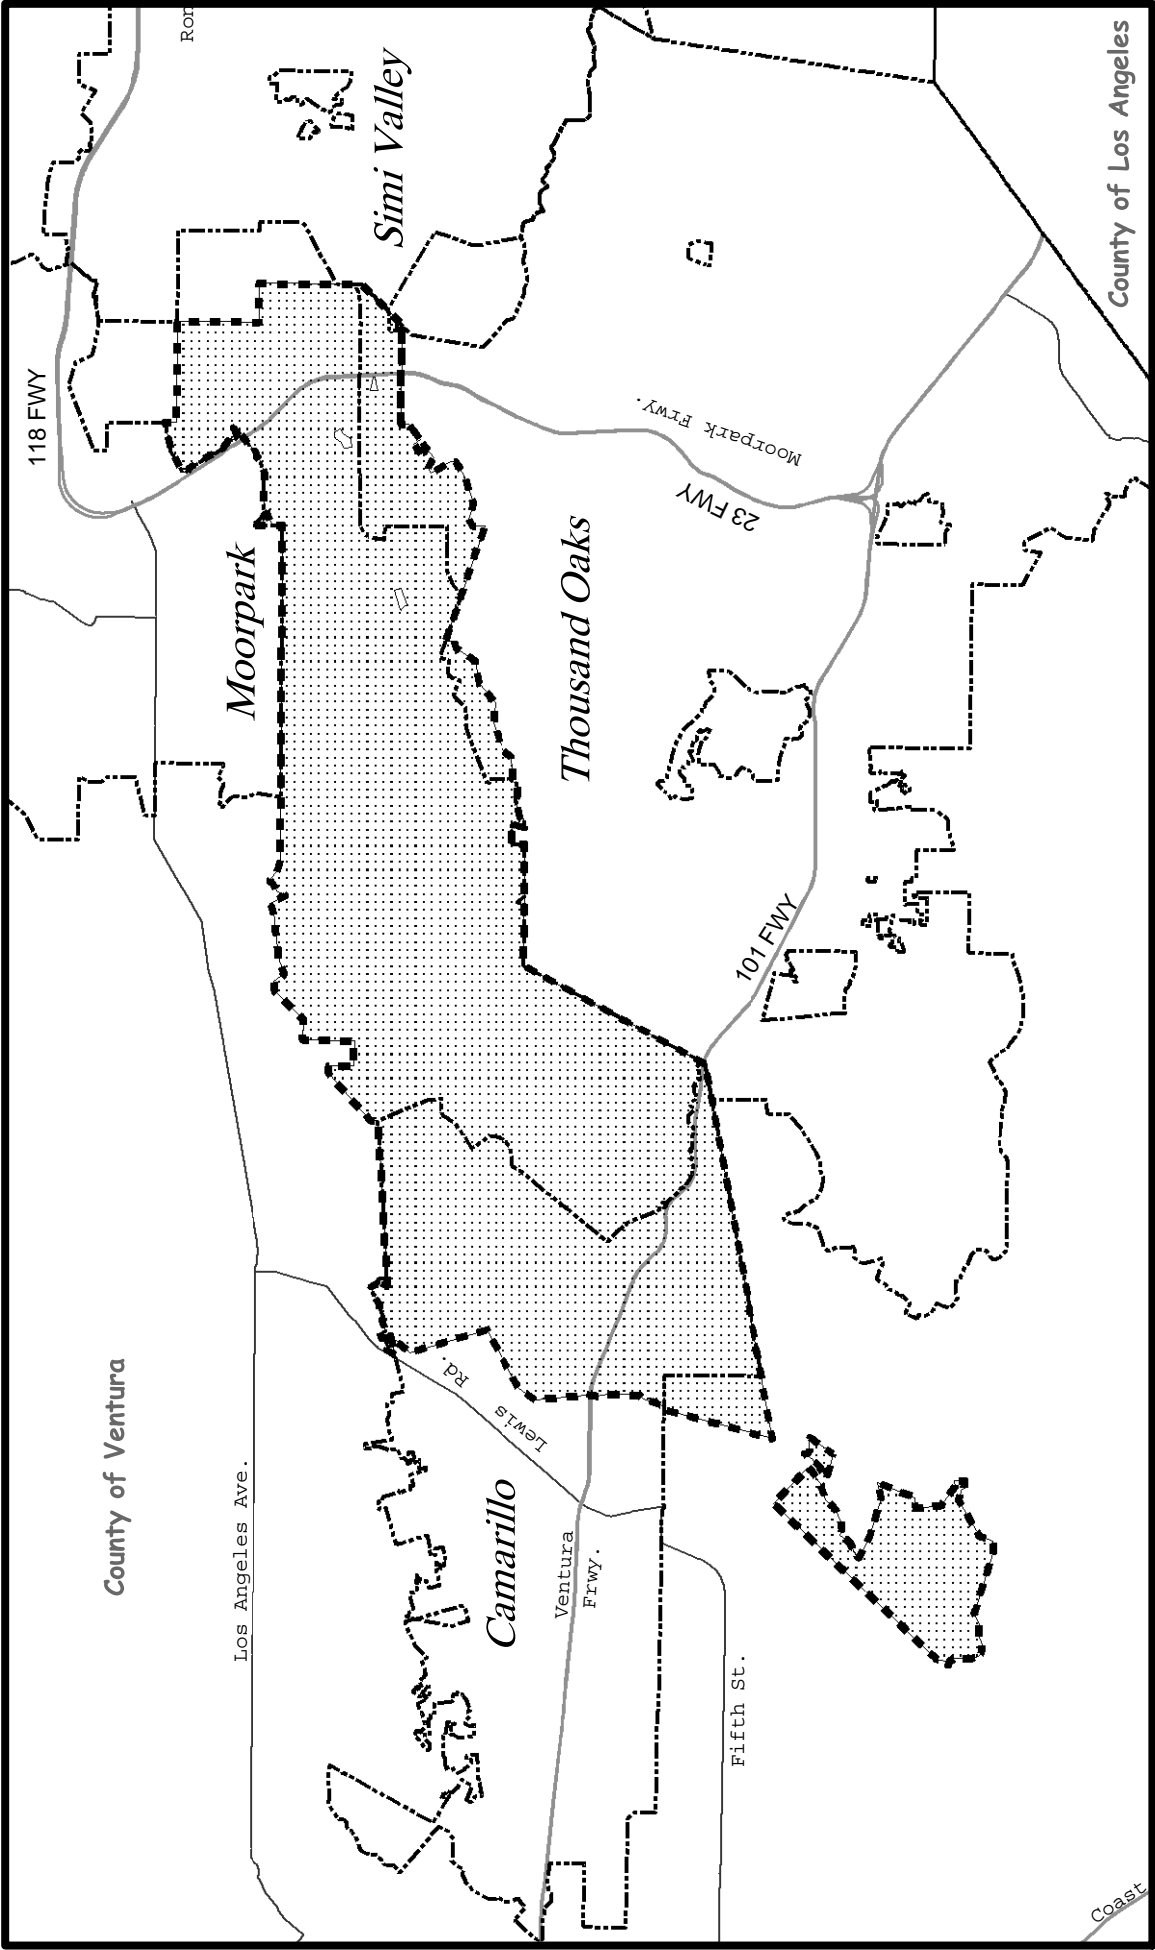 County of Ventura
Los Angeles Ave.
118 FWY
Ron
Simi Valley
Moorpark
Lewis
Rd.
Camarillo
Ventura
Frwy.
Thousand Oaks
Moorpark Frwy.
23 FWY
101 FWY
Fifth St.
County of Los Angeles
Coast